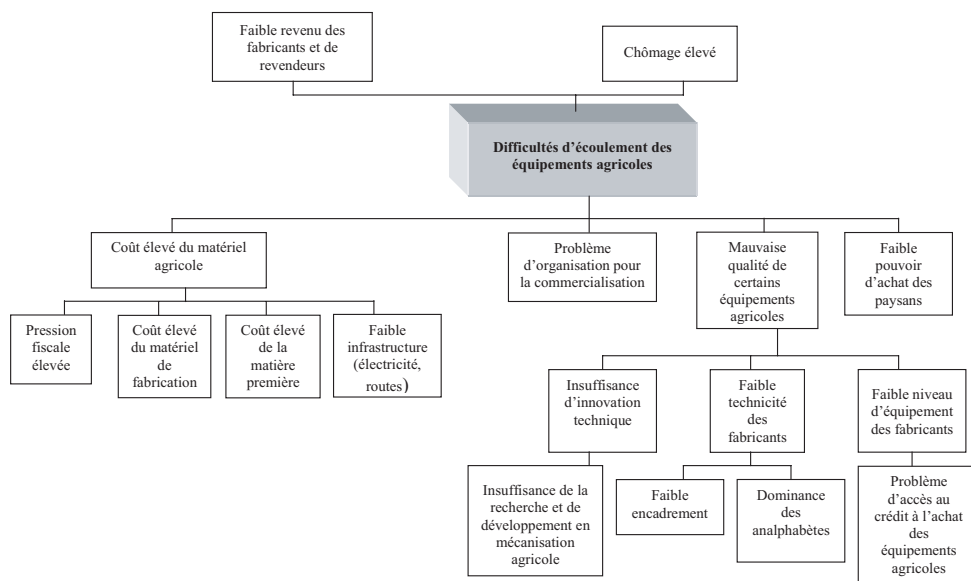 Faible revenu des
fabricants et de
revendeurs
Chômage élevé
Difficultés d'écoulement des
équipements agricoles
Coût élevé du matériel
agricole
Problème
d'organisation pour
la commercialisation
Mauvaise
qualité de
certains
équipements
agricoles
Faible
pouvoir
d'achat des
paysans
Pression
fiscale
élevée
Coût élevé
du matériel
de
fabrication
Coût élevé
de la
matière
première
Faible
infrastructure
(électricité,
routes)
Insuffisance
d'innovation
technique
Faible
technicité
des
fabricants
Faible niveau
d'équipement
des fabricants
Insuffisance de la
recherche et de
développement en
mécanisation
agricole
Faible
encadrement
Dominance
des
analphabètes
Problème
d'accès au
crédit à l'achat
des
équipements
agricoles